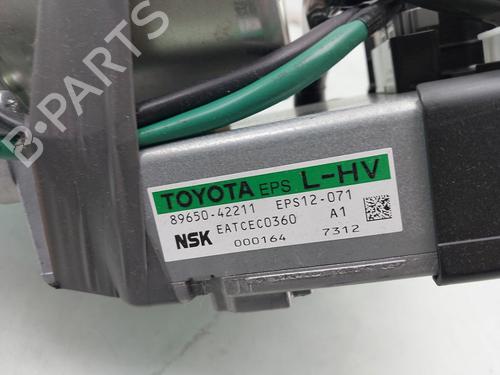 B-PARTS
TOYOTA EPS L-HV
89650-42211 EPS12-071
NSK EATCEC0360 A1
000164 7312